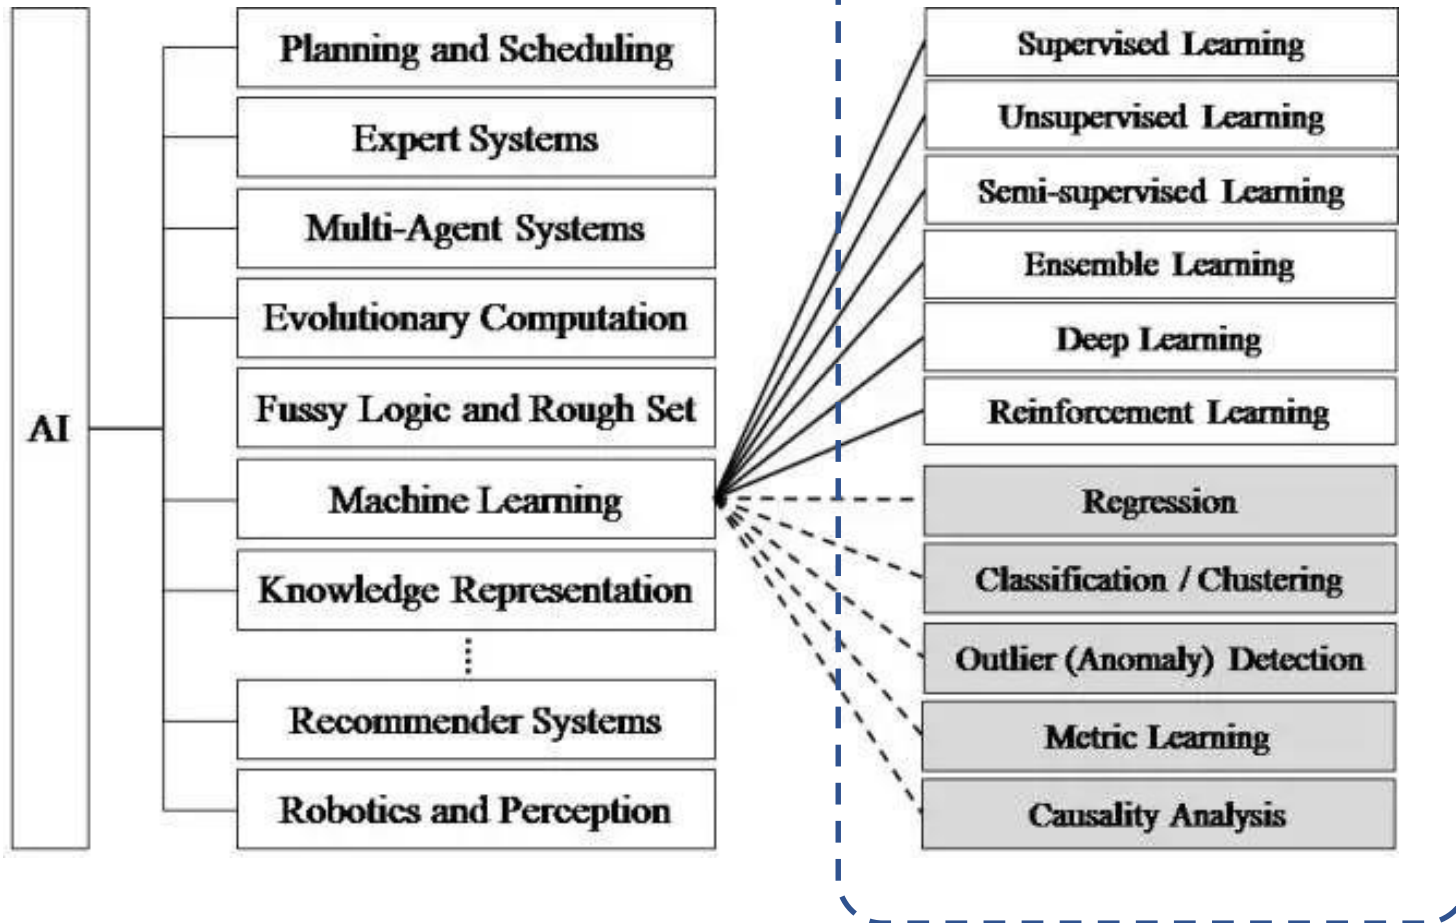 AI
Planning and Scheduling
Expert Systems
Multi-Agent Systems
Evolutionary Computation
Fussy Logic and Rough Set
Machine Learning
Knowledge Representation
Recommender Systems
Robotics and Perception
Supervised Learning
Unsupervised Learning
Semi-supervised Learning
Ensemble Learning
Deep Learning
Reinforcement Learning
Regression
Classification / Clustering
Outlier (Anomaly) Detection
Metric Learning
Causality Analysis